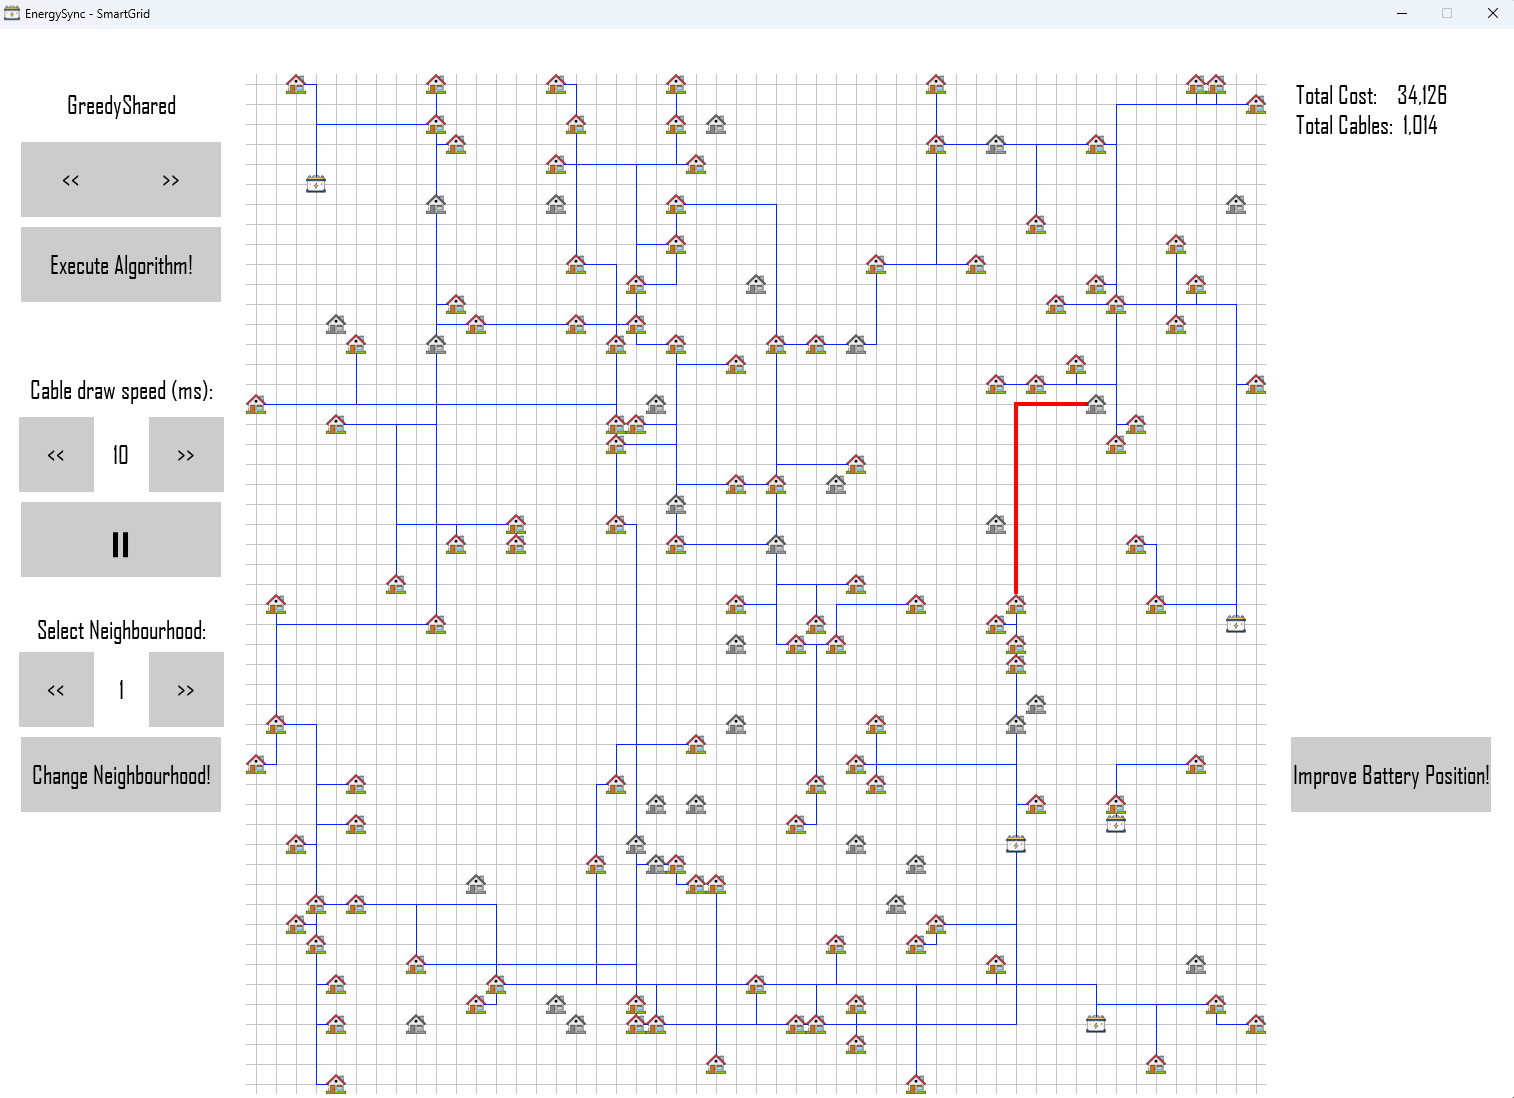 EnergySync - SmartGrid
GreedyShared
<< >>
Execute Algorithm!
Cable draw speed (ms):
<< 10 >>
Select Neighbourhood:
<< 1 >>
Change Neighbourhood!
Total Cost: 34,126
Total Cables: 1,014
Improve Battery Position!